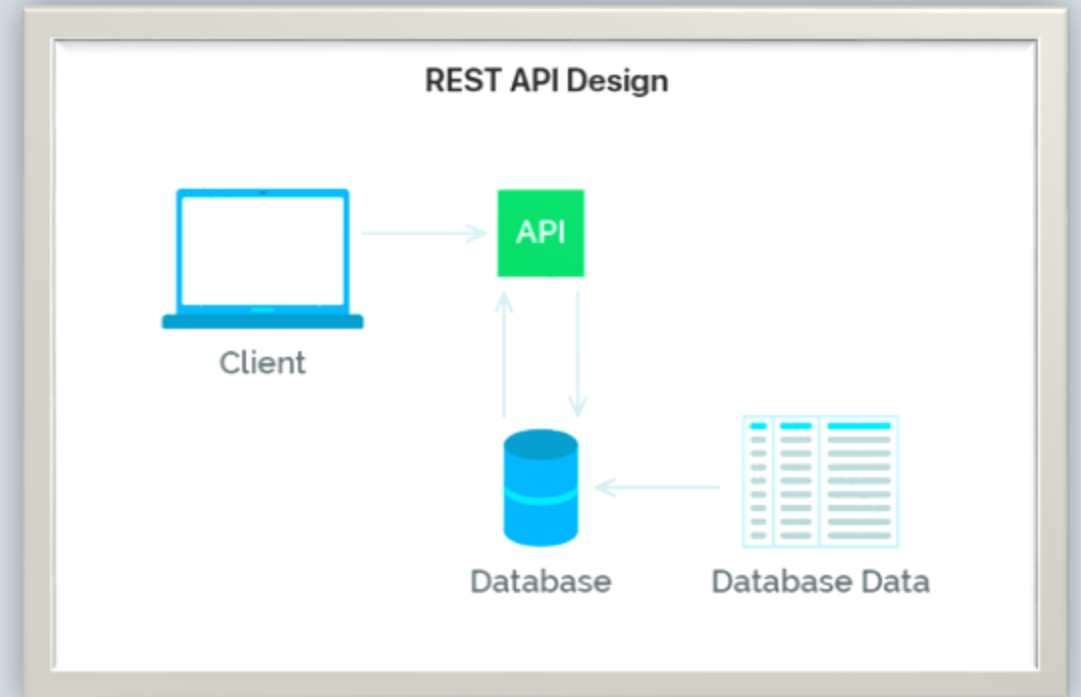 REST API Design
API
Client
Database
Database Data